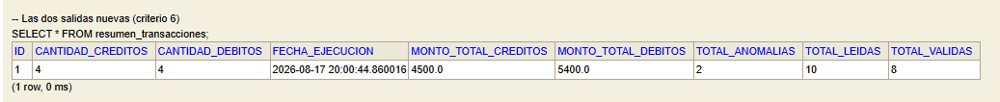 -- Las dos salidas nuevas (criterio 6)
SELECT * FROM resumen_transacciones;
ID CANTIDAD_CREDITOS CANTIDAD_DEBITOS FECHA_EJECUCION MONTO_TOTAL_CREDITOS MONTO_TOTAL_DEBITOS TOTAL_ANOMALIAS TOTAL_LEIDAS TOTAL_VALIDAS
1 4 4 2026-08-17 20:00:44.860016 4500.0 5400.0 2 10 8
(1 row, 0 ms)